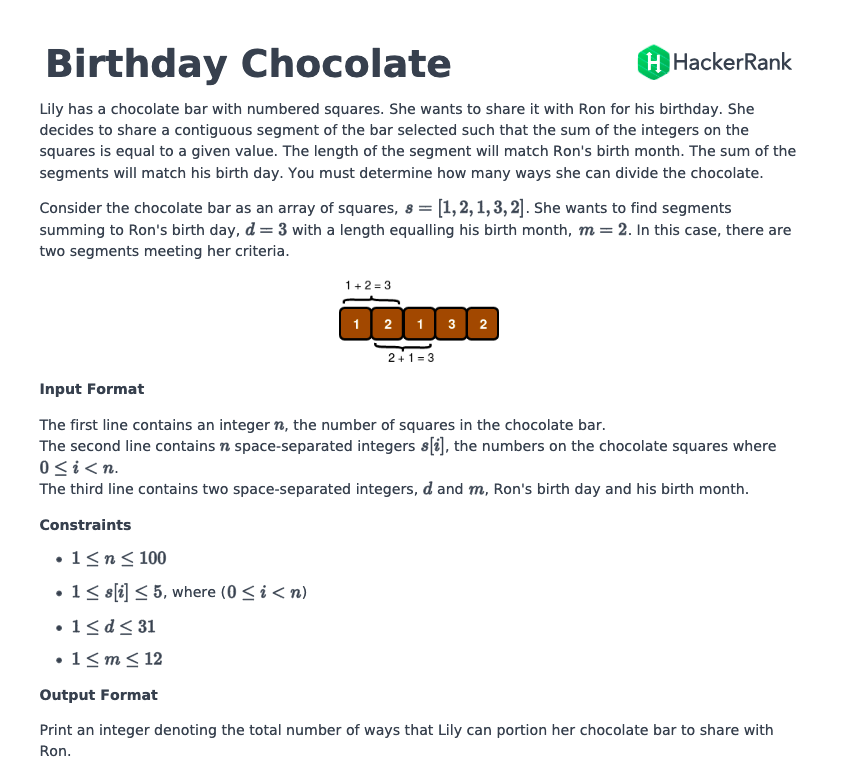 Birthday Chocolate
HackerRank
Lily has a chocolate bar with numbered squares. She wants to share it with Ron for his birthday. She
decides to share a contiguous segment of the bar selected such that the sum of the integers on the
squares is equal to a given value. The length of the segment will match Ron's birth month. The sum of the
segments will match his birth day. You must determine how many ways she can divide the chocolate.
Consider the chocolate bar as an array of squares, s = [1, 2, 1, 3, 2]. She wants to find segments
summing to Ron's birth day, d = 3 with a length equalling his birth month, m = 2. In this case, there are
two segments meeting her criteria.
1 + 2 = 3
1 2 1 3 2
2 + 1 = 3
Input Format
The first line contains an integer n, the number of squares in the chocolate bar.
The second line contains n space-separated integers s[i], the numbers on the chocolate squares where
0 ≤ i < n.
The third line contains two space-separated integers, d and m, Ron's birth day and his birth month.
Constraints
• 1 ≤ n ≤ 100
• 1 ≤ s[i] ≤ 5, where (0 ≤ i < n)
• 1 ≤ d ≤ 31
• 1 ≤ m ≤ 12
Output Format
Print an integer denoting the total number of ways that Lily can portion her chocolate bar to share with
Ron.